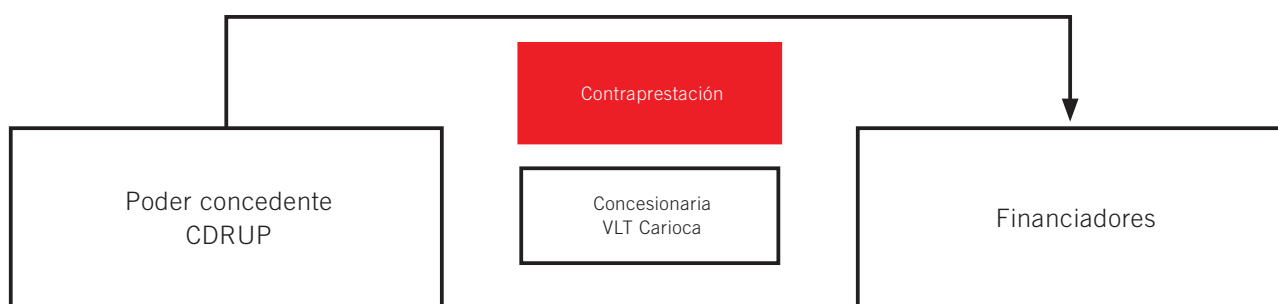 Contraprestación
Poder concedente
CDRUP
Concesionaria
VLT Carioca
Financiadores